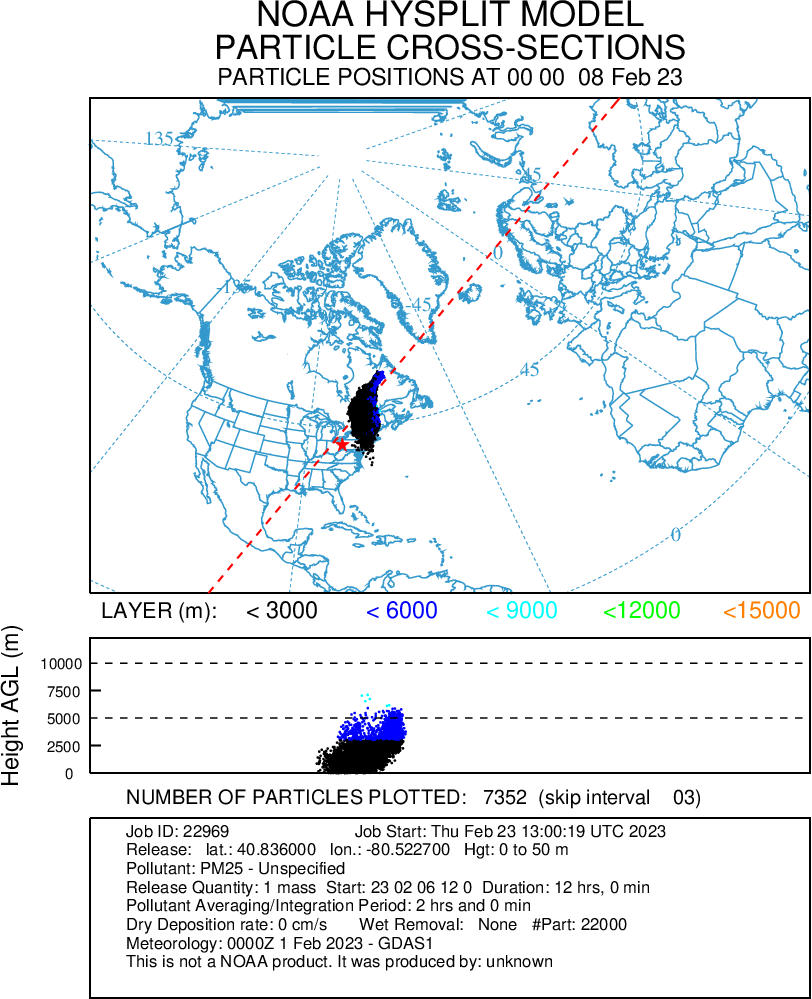 NOAA HYSPLIT MODEL
PARTICLE CROSS-SECTIONS
PARTICLE POSITIONS AT 00 00 08 Feb 23
135
45
0
-135
-45
45
0
LAYER (m): < 3000 < 6000 < 9000 <12000 <15000
Height AGL (m)
10000
7500
5000
2500
0
NUMBER OF PARTICLES PLOTTED: 7352 (skip interval 03)
Job ID: 22969 Job Start: Thu Feb 23 13:00:19 UTC 2023
Release: lat.: 40.836000 lon.: -80.522700 Hgt: 0 to 50 m
Pollutant: PM25 - Unspecified
Release Quantity: 1 mass Start: 23 02 06 12 0 Duration: 12 hrs, 0 min
Pollutant Averaging/Integration Period: 2 hrs and 0 min
Dry Deposition rate: 0 cm/s Wet Removal: None #Part: 22000
Meteorology: 0000Z 1 Feb 2023 - GDAS1
This is not a NOAA product. It was produced by: unknown